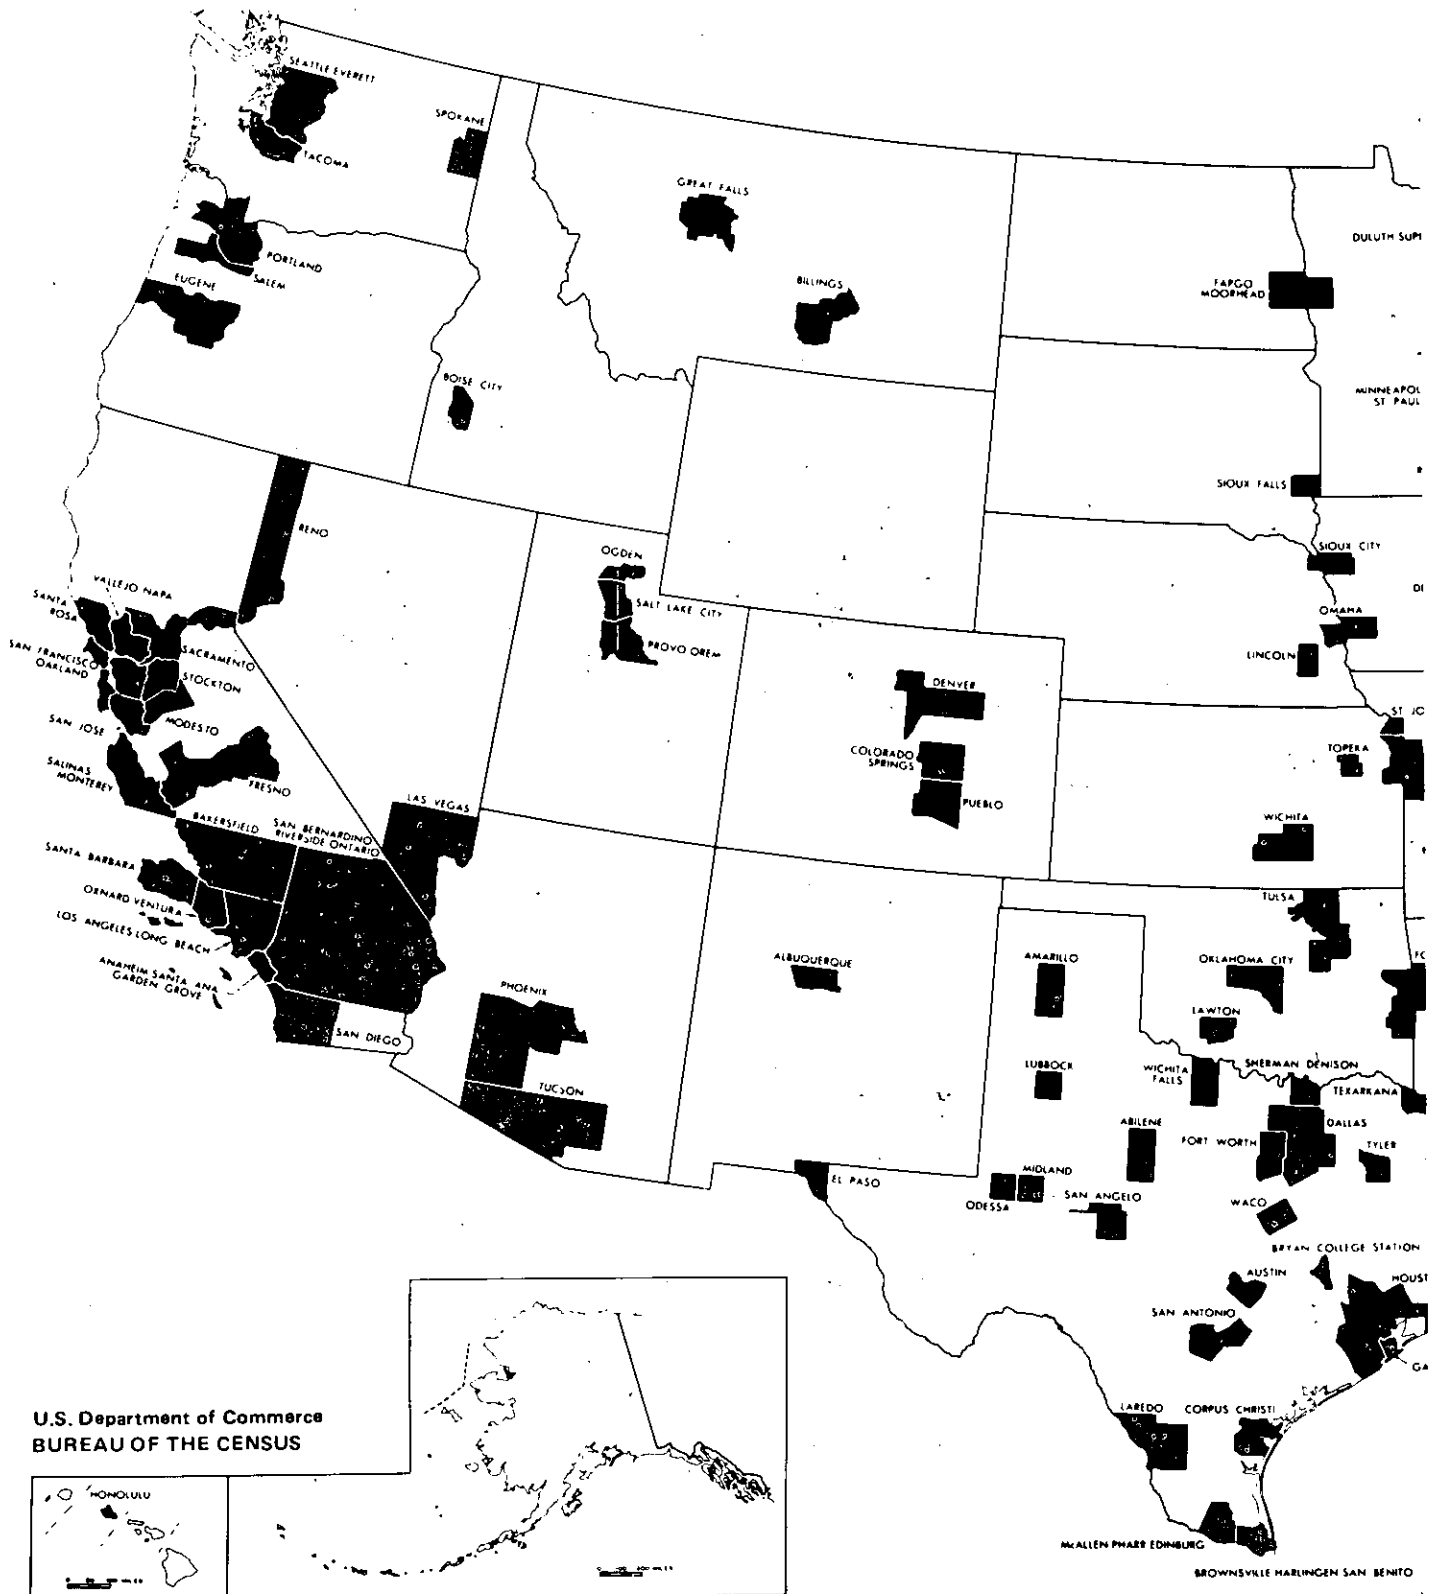 SEATTLE EVERETT
SPOKANE
TACOMA
GREAT FALLS
DULUTH SUP
PORTLAND
SALEM
EUGENE
BILLINGS
FARGO
MOORHEAD
BOISE CITY
MINNEAPOL
ST PAUL
SIOUX FALLS
RENO
OGDEN
SIOUX CITY
VALLEJO NAPA
SANTA
ROSA
SALT LAKE CITY
OMAHA
SAN FRANCISCO
OAKLAND
SACRAMENTO
PROVO OREM
LINCOLN
STOCKTON
DENVER
SAN JOSE
MODESTO
ST JO
COLORADO
SPRINGS
TOPEKA
SALINAS
MONTEREY
FRESNO
LAS VEGAS
PUEBLO
BAKERSFIELD
SAN BERNARDINO
RIVERSIDE ONTARIO
WICHITA
SANTA BARBARA
OXNARD VENTURA
TULSA
LOS ANGELES LONG BEACH
ANAHEIM SANTA ANA
GARDEN GROVE
ALBUQUERQUE
AMARILLO
OKLAHOMA CITY
FO
PHOENIX
LAWTON
SAN DIEGO
LUBBOCK
WICHITA
FALLS
SHERMAN DENISON
TUCSON
TEXARKANA
ABILENE
FORT WORTH
DALLAS
TYLER
EL PASO
MIDLAND
ODESSA
SAN ANGELO
WACO
BRYAN COLLEGE STATION
AUSTIN
HOUST
SAN ANTONIO
GA
LAREDO
CORPUS CHRISTI
U.S. Department of Commerce
BUREAU OF THE CENSUS
HONOLULU
McALLEN PHARR EDINBURG
BROWNSVILLE HARLINGEN SAN BENITO